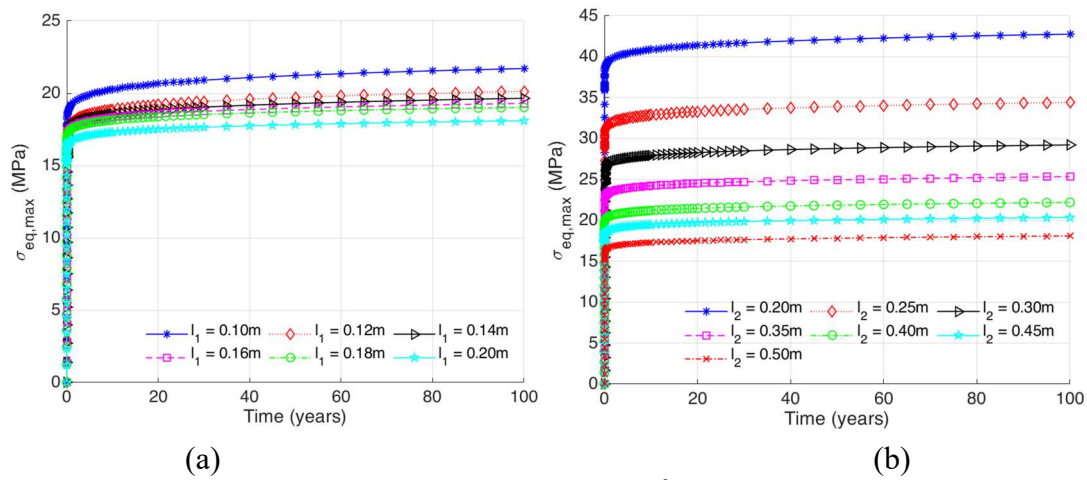 25
20
15
10
5
0
σeq,max (MPa)
l1 = 0.10m l1 = 0.12m l1 = 0.14m
l1 = 0.16m l1 = 0.18m l1 = 0.20m
0 20 40 60 80 100
Time (years)
(a)
45
40
35
30
25
20
15
10
5
0
σeq,max (MPa)
l2 = 0.20m l2 = 0.25m l2 = 0.30m
l2 = 0.35m l2 = 0.40m l2 = 0.45m
l2 = 0.50m
0 20 40 60 80 100
Time (years)
(b)